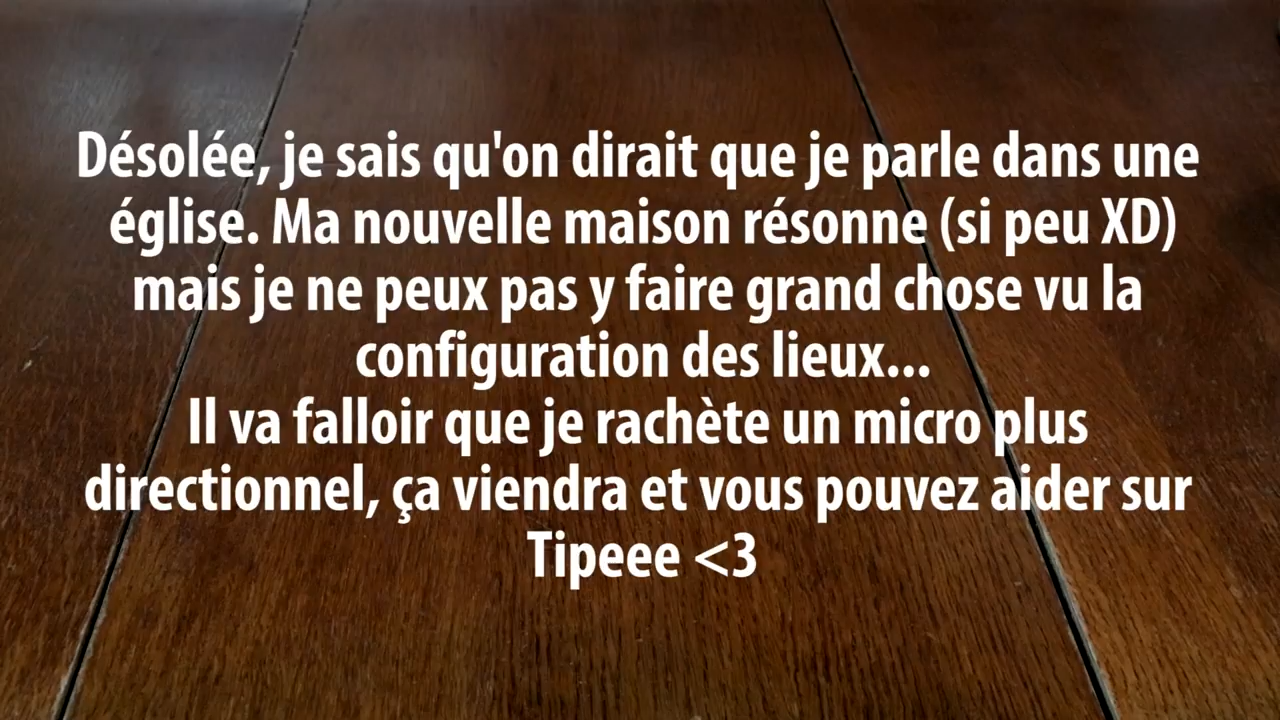 Désolée, je sais qu'on dirait que je parle dans une
église. Ma nouvelle maison résonne (si peu XD)
mais je ne peux pas y faire grand chose vu la
configuration des lieux...
Il va falloir que je rachète un micro plus
directionnel, ça viendra et vous pouvez aider sur
Tipeee <3